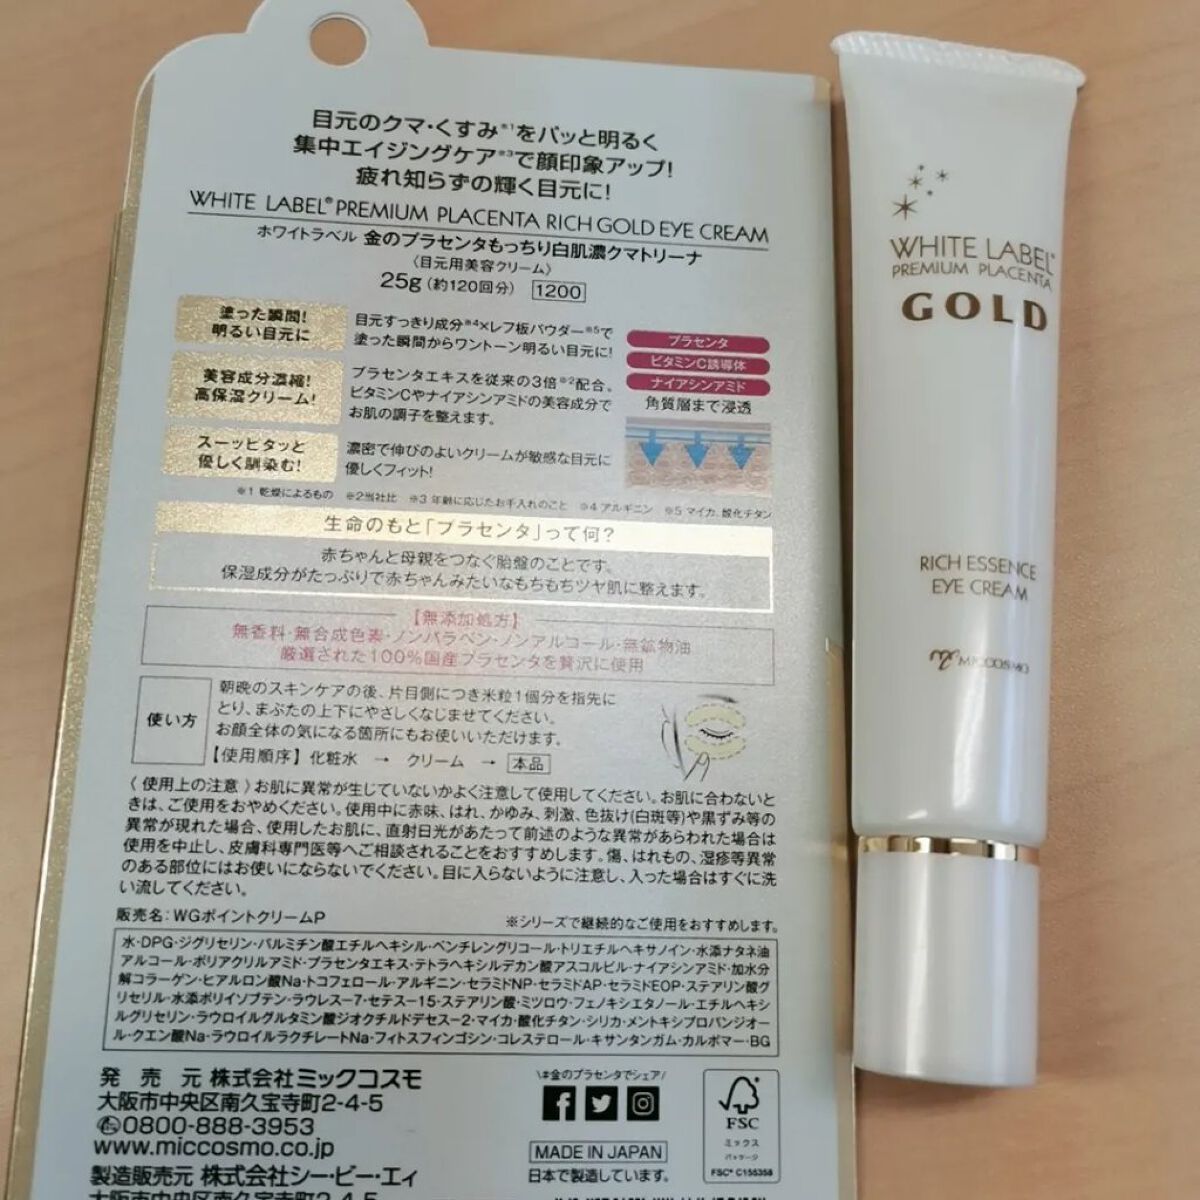 目元のクマ・くすみ※1をパッと明るく
集中エイジングケア※3で顔印象アップ!
疲れ知らずの輝く目元に!
WHITE LABEL® PREMIUM PLACENTA RICH GOLD EYE CREAM
ホワイトラベル 金のプラセンタもっちり白肌濃クマトリーナ
〈目元用美容クリーム〉
25g (約120回分) 1200
塗った瞬間!
明るい目元に
目元すっきり成分※4×レフ板パウダー※5で
塗った瞬間からワントーン明るい目元に!
美容成分濃縮!
高保湿クリーム!
プラセンタエキスを従来の3倍※2配合。
ビタミンCやナイアシンアミドの美容成分で
お肌の調子を整えます。
スーッピタッと
優しく馴染む!
濃密で伸びのよいクリームが敏感な目元に
優しくフィット!
プラセンタ
ビタミンC誘導体
ナイアシンアミド
角質層まで浸透
※1 乾燥によるもの ※2当社比 ※3 年齢に応じたお手入れのこと ※4 アルギニン ※5 マイカ、酸化チタン
生命のもと「プラセンタ」って何?
赤ちゃんと母親をつなぐ胎盤のことです。
保湿成分がたっぷりで赤ちゃんみたいなもちもちツヤ肌に整えます。
【無添加処方】
無香料・無合成色素・ノンパラベン・ノンアルコール・無鉱物油
厳選された100%国産プラセンタを贅沢に使用
使い方
朝晩のスキンケアの後、片目側につき米粒1個分を指先に
とり、まぶたの上下にやさしくなじませてください。
お顔全体の気になる箇所にもお使いいただけます。
【使用順序】化粧水 → クリーム → 本品
〈使用上の注意〉お肌に異常が生じていないかよく注意して使用してください。お肌に合わないと
きは、ご使用をおやめください。使用中に赤味、はれ、かゆみ、刺激、色抜け(白斑等)や黒ずみ等の
異常が現れた場合、使用したお肌に、直射日光があたって前述のような異常があらわれた場合は
使用を中止し、皮膚科専門医等へご相談されることをおすすめします。傷、はれもの、湿疹等異常
のある部位にはお使いにならないでください。目に入らないように注意し、入った場合はすぐに洗
い流してください。
販売名:WGポイントクリームP ※シリーズで継続的なご使用をおすすめします。
水・DPG・ジグリセリン・パルミチン酸エチルヘキシル・ペンチレングリコール・トリエチルヘキサノイン・水添ナタネ油
アルコール・ポリアクリルアミド・プラセンタエキス・テトラヘキシルデカン酸アスコルビル・ナイアシンアミド・加水分
解コラーゲン・ヒアルロン酸Na・トコフェロール・アルギニン・セラミドNP・セラミドAP・セラミドEOP・ステアリン酸グ
リセリル・水添ポリイソブテン・ラウレス-7・セテス-15・ステアリン酸・ミツロウ・フェノキシエタノール・エチルヘキシ
ルグリセリン・ラウロイルグルタミン酸ジオクチルドデセス-2・マイカ・酸化チタン・シリカ・メントキシプロパンジオー
ル・クエン酸Na・ラウロイルラクチレートNa・フィトスフィンゴシン・コレステロール・キサンタンガム・カルボマー・BG
発売元 株式会社ミックコスモ
大阪市中央区南久宝寺町2-4-5
0800-888-3953
www.miccosmo.co.jp
製造販売元 株式会社シー・ビー・エィ
大阪市中央区南久宝寺町2-4-5
\#金のプラセンタでシェア/
MADE IN JAPAN
日本で製造しています。
FSC
ミックス
パッケージ
FSC® C155358
WHITE LABEL®
PREMIUM PLACENTA
GOLD
RICH ESSENCE
EYE CREAM
MICCOSMO